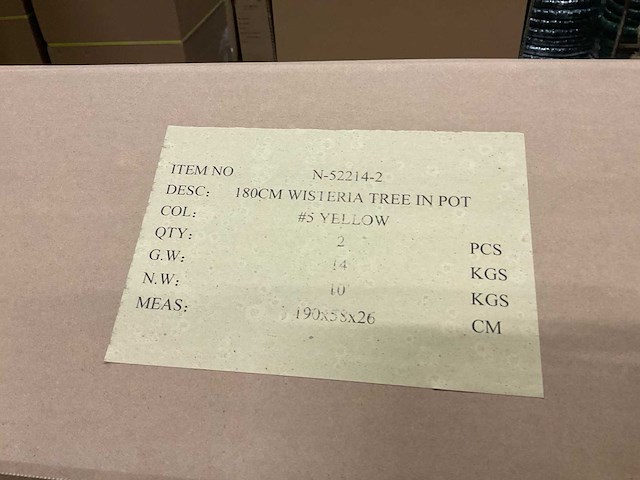 ITEM NO N-52214-2
DESC: 180CM WISTERIA TREE IN POT
COL: #5 YELLOW
QTY: 2 PCS
G.W: 14 KGS
N.W: 10 KGS
MEAS: 190x58x26 CM